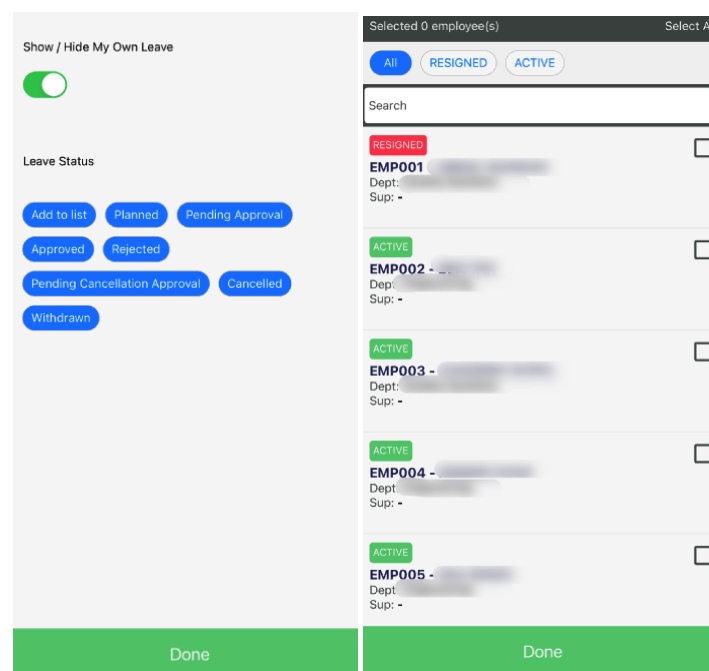 Show / Hide My Own Leave
Leave Status
Add to list Planned Pending Approval
Approved Rejected
Pending Cancellation Approval Cancelled
Withdrawn
Done
Selected 0 employee(s) Select A
All RESIGNED ACTIVE
Search
RESIGNED
EMP001
Dept:
Sup: -
ACTIVE
EMP002 -
Dep
Sup: -
ACTIVE
EMP003 -
Dept:
Sup: -
ACTIVE
EMP004 -
Dept
Sup: -
ACTIVE
EMP005 -
Dept
Sup: -
Done